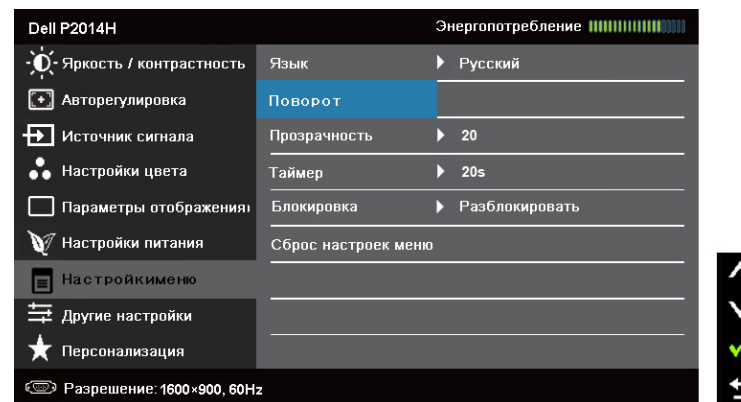 Dell P2014H Энергопотребление
Яркость / контрастность Язык Русский
Авторегулировка Поворот
Источник сигнала Прозрачность 20
Настройки цвета Таймер 20s
Параметры отображения Блокировка Разблокировать
Настройки питания Сброс настроек меню
Настройкименю
Другие настройки
Персонализация
Разрешение: 1600×900, 60Hz